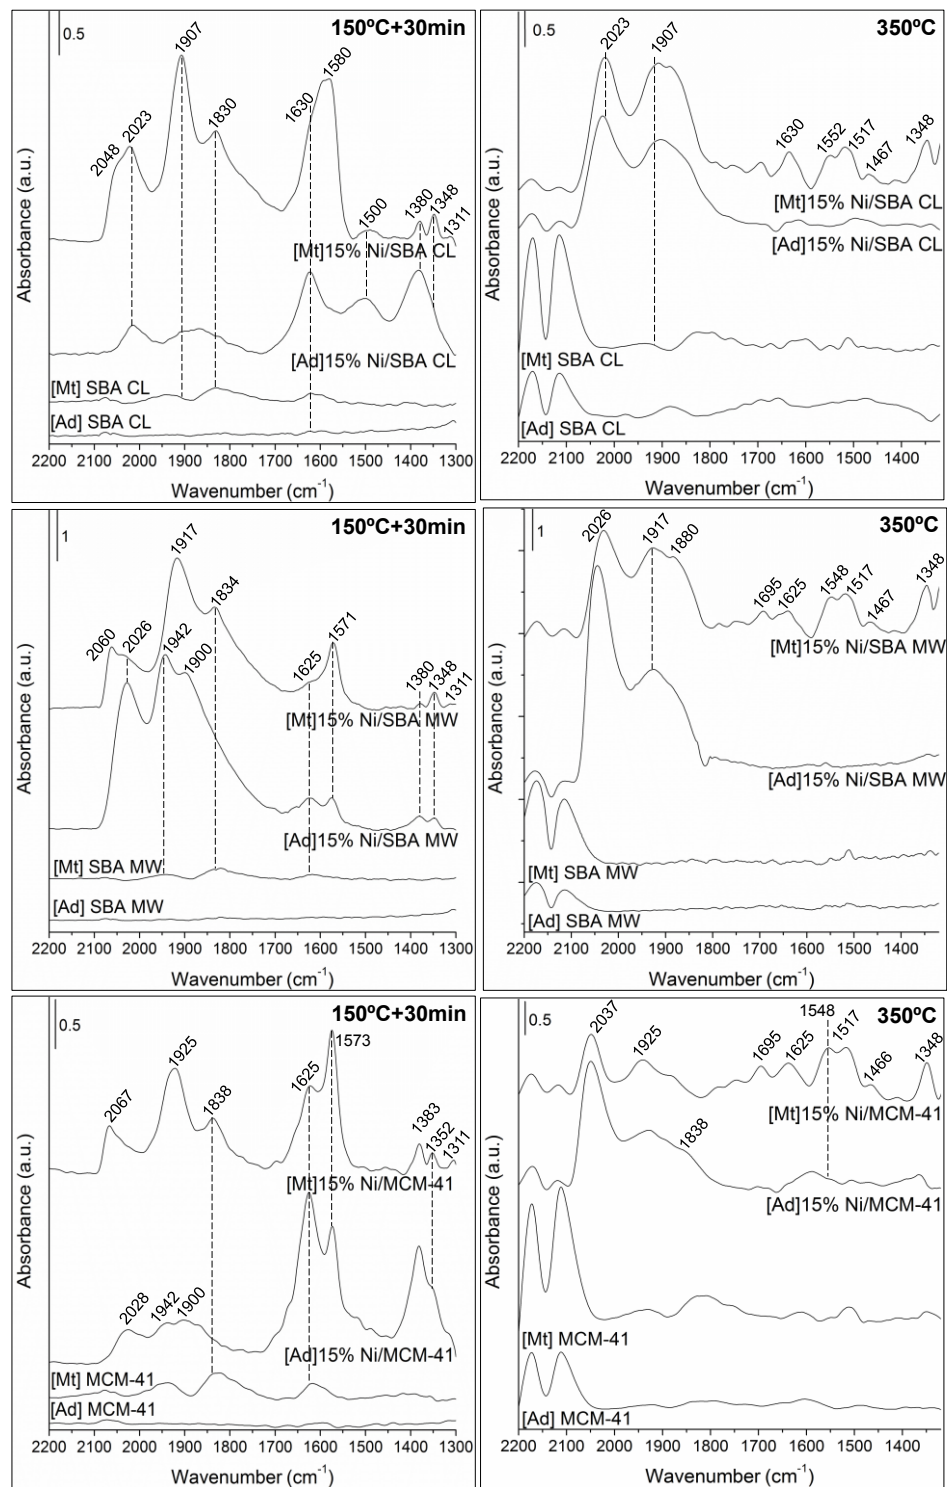 150ºC+30min
0.5
1907
1580
1830
1630
2023
2048
1500
1380
1348
1311
[Mt]15% Ni/SBA CL
[Ad]15% Ni/SBA CL
[Mt] SBA CL
[Ad] SBA CL
Absorbance (a.u.)
2200 2100 2000 1900 1800 1700 1600 1500 1400 1300
Wavenumber (cm-1)
350ºC
0.5
2023
1907
1630
1552
1517
1467
1348
[Mt]15% Ni/SBA CL
[Ad]15% Ni/SBA CL
[Mt] SBA CL
[Ad] SBA CL
Absorbance (a.u.)
2200 2100 2000 1900 1800 1700 1600 1500 1400
Wavenumber (cm-1)
150ºC+30min
1
1917
1834
2060
2026
1942
1900
1625
1571
1380
1348
1311
[Mt]15% Ni/SBA MW
[Ad]15% Ni/SBA MW
[Mt] SBA MW
[Ad] SBA MW
Absorbance (a.u.)
2200 2100 2000 1900 1800 1700 1600 1500 1400 1300
Wavenumber (cm-1)
350ºC
1
2026
1917
1880
1695
1625
1548
1517
1467
1348
[Mt]15% Ni/SBA MW
[Ad]15% Ni/SBA MW
[Mt] SBA MW
[Ad] SBA MW
Absorbance (a.u.)
2200 2100 2000 1900 1800 1700 1600 1500 1400
Wavenumber (cm-1)
150ºC+30min
0.5
2067
1925
1838
1625
1573
1383
1352
1311
[Mt]15% Ni/MCM-41
2028
1942
1900
[Ad]15% Ni/MCM-41
[Mt] MCM-41
[Ad] MCM-41
Absorbance (a.u.)
2200 2100 2000 1900 1800 1700 1600 1500 1400 1300
Wavenumber (cm-1)
350ºC
0.5
2037
1925
1695
1625
1548
1517
1466
1348
[Mt]15% Ni/MCM-41
1838
[Ad]15% Ni/MCM-41
[Mt] MCM-41
[Ad] MCM-41
Absorbance (a.u.)
2200 2100 2000 1900 1800 1700 1600 1500 1400
Wavenumber (cm-1)